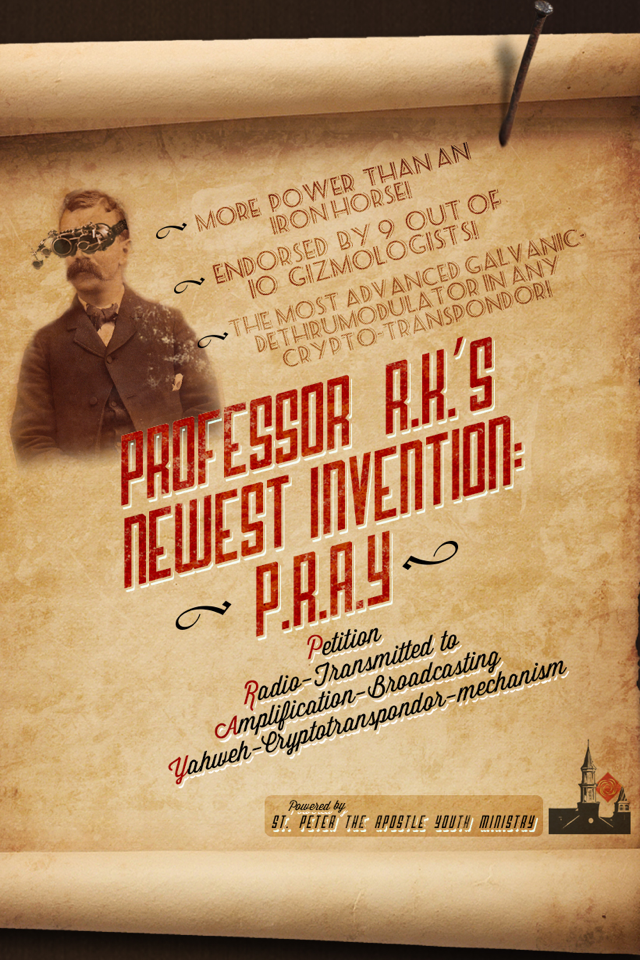 MORE POWER THAN AN
IRON HORSE!
ENDORSED BY 9 OUT OF
10 GIZMOLOGISTS!
THE MOST ADVANCED GALVANIC-
DETHRUMODULATOR IN ANY
CRYPTO-TRANSPONDOR!
PROFESSOR R.K.'S
NEWEST INVENTION:
P.R.A.Y
Petition
Radio-Transmitted to
Amplification-Broadcasting
Yahweh-Cryptotranspondor-mechanism
Powered by
ST. PETER THE APOSTLE YOUTH MINISTRY